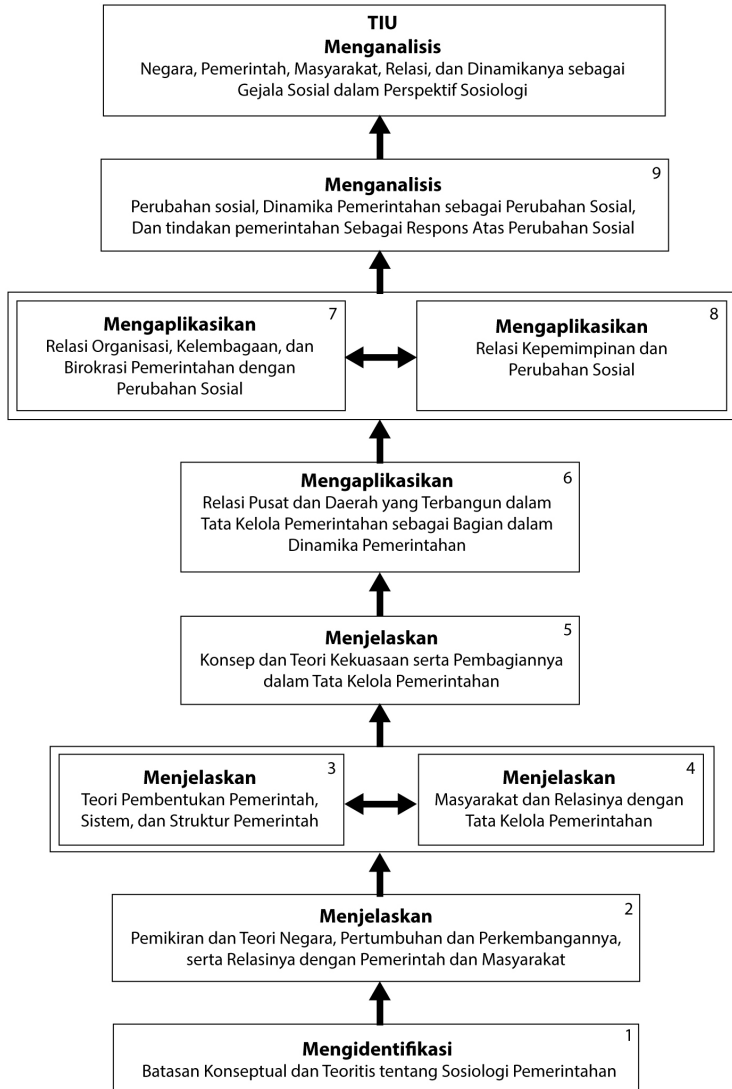 TIU
Menganalisis
Negara, Pemerintah, Masyarakat, Relasi, dan Dinamikanya sebagai
Gejala Sosial dalam Perspektif Sosiologi
9
Menganalisis
Perubahan sosial, Dinamika Pemerintahan sebagai Perubahan Sosial,
Dan tindakan pemerintahan Sebagai Respons Atas Perubahan Sosial
7
Mengaplikasikan
Relasi Organisasi, Kelembagaan, dan
Birokrasi Pemerintahan dengan
Perubahan Sosial
8
Mengaplikasikan
Relasi Kepemimpinan dan
Perubahan Sosial
6
Mengaplikasikan
Relasi Pusat dan Daerah yang Terbangun dalam
Tata Kelola Pemerintahan sebagai Bagian dalam
Dinamika Pemerintahan
5
Menjelaskan
Konsep dan Teori Kekuasaan serta Pembagiannya
dalam Tata Kelola Pemerintahan
3
Menjelaskan
Teori Pembentukan Pemerintah,
Sistem, dan Struktur Pemerintah
4
Menjelaskan
Masyarakat dan Relasinya dengan
Tata Kelola Pemerintahan
2
Menjelaskan
Pemikiran dan Teori Negara, Pertumbuhan dan Perkembangannya,
serta Relasinya dengan Pemerintah dan Masyarakat
1
Mengidentifikasi
Batasan Konseptual dan Teoritis tentang Sosiologi Pemerintahan